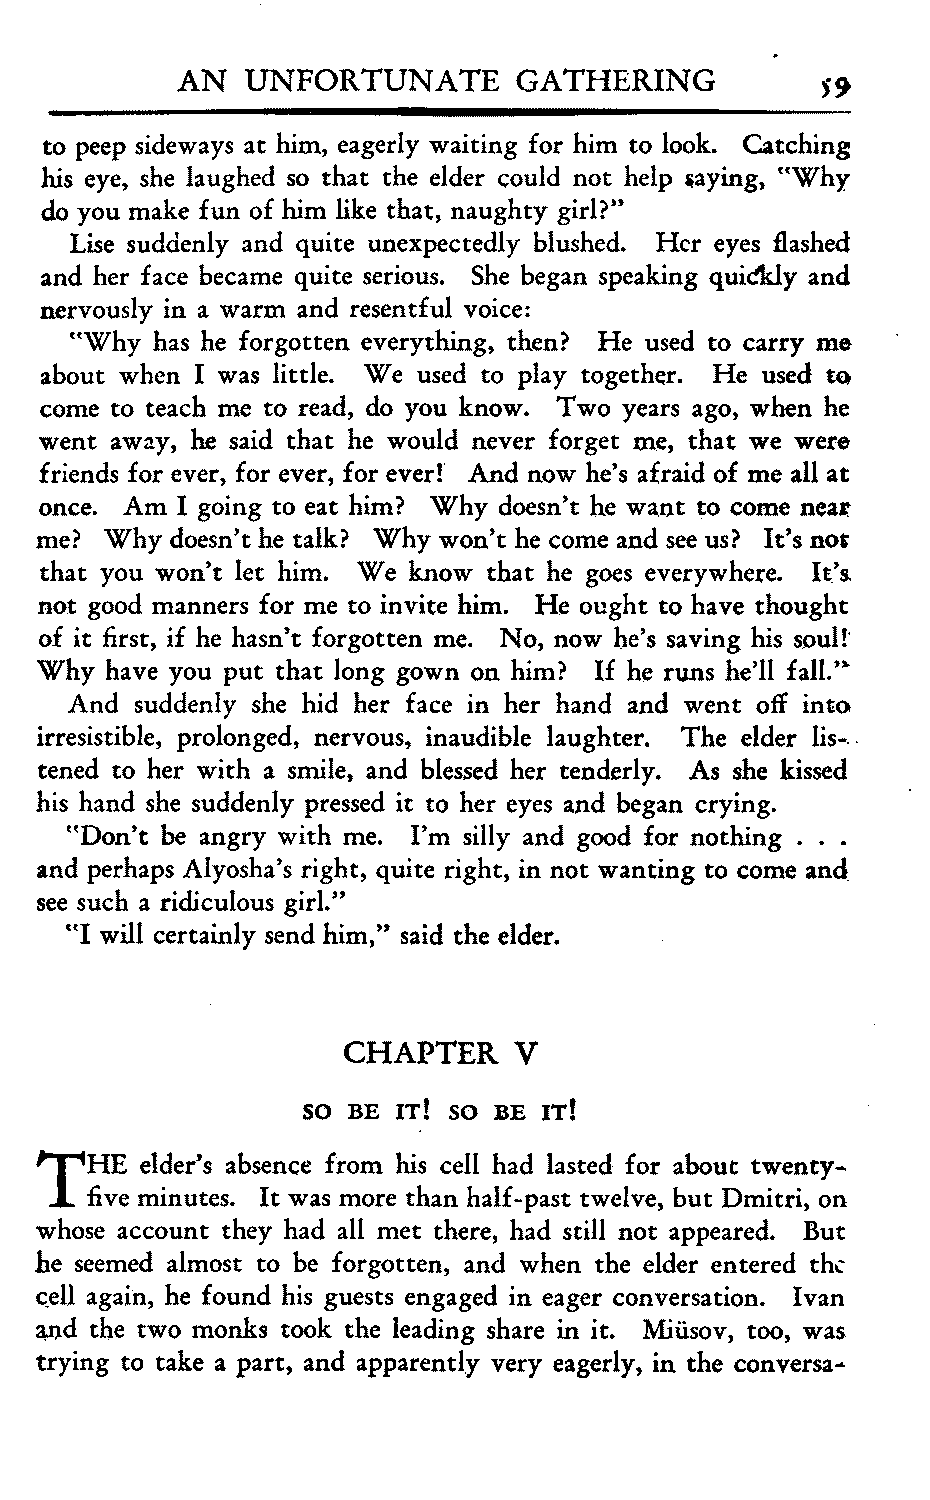 AN UNFORTUNATE GATHERING 59
to peep sideways at him, eagerly waiting for him to look. Catching
his eye, she laughed so that the elder could not help saying, "Why
do you make fun of him like that, naughty girl?"
Lise suddenly and quite unexpectedly blushed. Her eyes flashed
and her face became quite serious. She began speaking quickly and
nervously in a warm and resentful voice:
"Why has he forgotten everything, then? He used to carry me
about when I was little. We used to play together. He used to
come to teach me to read, do you know. Two years ago, when he
went away, he said that he would never forget me, that we were
friends for ever, for ever, for ever! And now he's afraid of me all at
once. Am I going to eat him? Why doesn't he want to come near
me? Why doesn't he talk? Why won't he come and see us? It's not
that you won't let him. We know that he goes everywhere. It's
not good manners for me to invite him. He ought to have thought
of it first, if he hasn't forgotten me. No, now he's saving his soul!
Why have you put that long gown on him? If he runs he'll fall."
And suddenly she hid her face in her hand and went off into
irresistible, prolonged, nervous, inaudible laughter. The elder lis-
tened to her with a smile, and blessed her tenderly. As she kissed
his hand she suddenly pressed it to her eyes and began crying.
"Don't be angry with me. I'm silly and good for nothing . . .
and perhaps Alyosha's right, quite right, in not wanting to come and
see such a ridiculous girl."
"I will certainly send him," said the elder.
CHAPTER V
SO BE IT! SO BE IT!
THE elder's absence from his cell had lasted for about twenty-
five minutes. It was more than half-past twelve, but Dmitri, on
whose account they had all met there, had still not appeared. But
he seemed almost to be forgotten, and when the elder entered the
cell again, he found his guests engaged in eager conversation. Ivan
and the two monks took the leading share in it. Miüsov, too, was
trying to take a part, and apparently very eagerly, in the conversa-